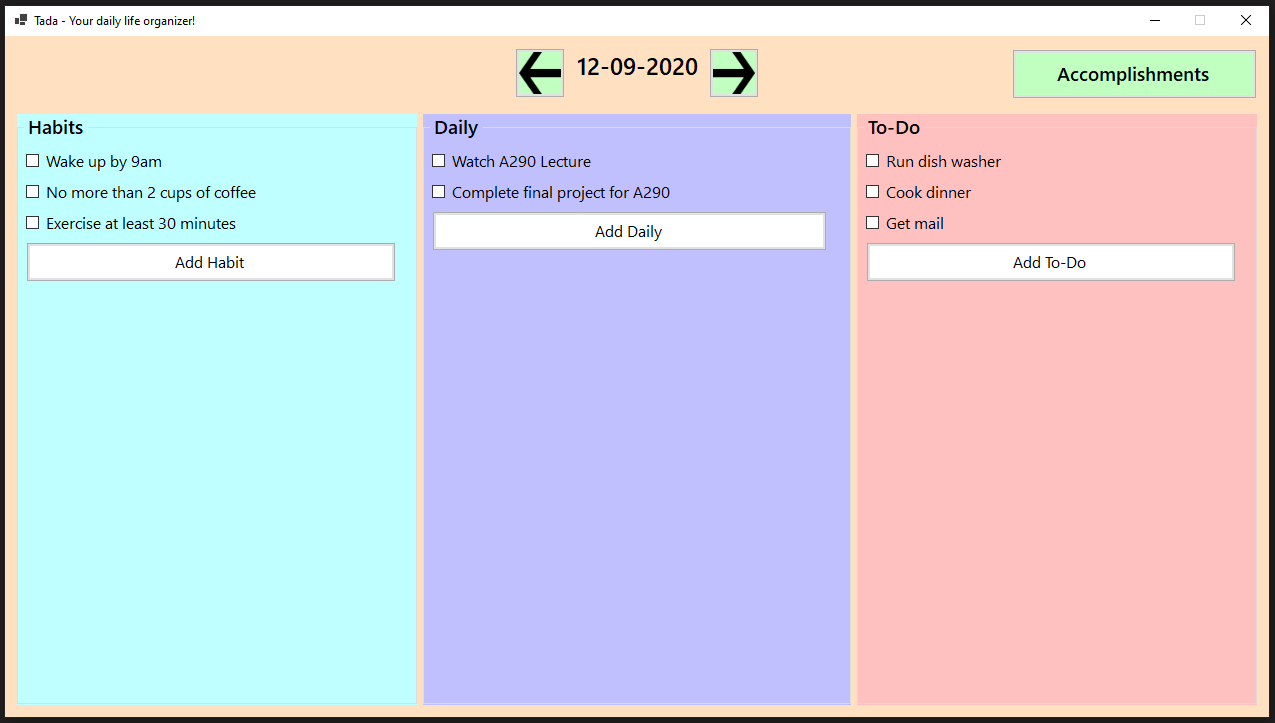 Tada - Your daily life organizer!
12-09-2020
Accomplishments
Habits
Wake up by 9am
No more than 2 cups of coffee
Exercise at least 30 minutes
Add Habit
Daily
Watch A290 Lecture
Complete final project for A290
Add Daily
To-Do
Run dish washer
Cook dinner
Get mail
Add To-Do